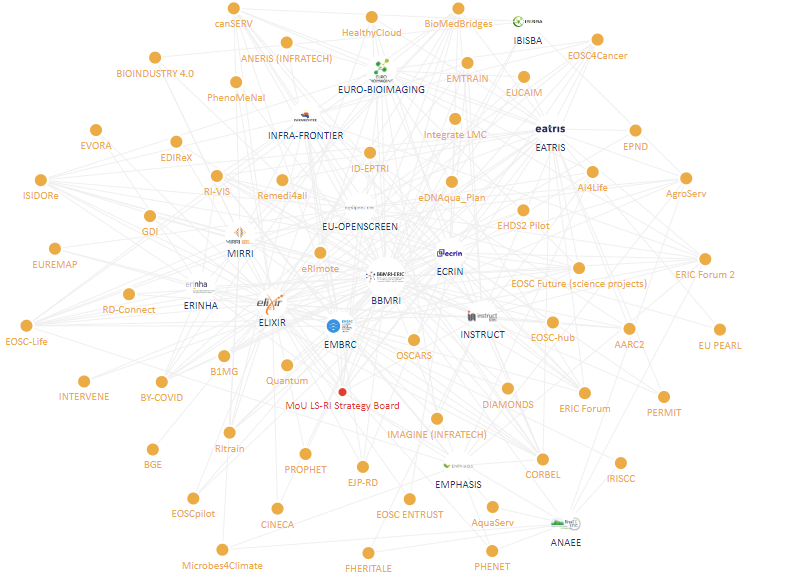 canSERV
HealthyCloud
BioMedBridges
IBISBA
ANERIS (INFRATECH)
EOSC4Cancer
BIOINDUSTRY 4.0
EURO-BIOIMAGING
EMTRAIN
EUCAIM
PhenoMeNal
INFRA-FRONTIER
Integrate LMC
eatris
EATRIS
EPND
EVORA
EDIReX
ID-EPTRI
ISIDORe
RI-VIS
Remedi4all
eDNAqua_Plan
AI4Life
AgroServ
GDI
EU-OPENSCREEN
EHDS2 Pilot
EUREMAP
MIRRI
eRImote
ecrin
ECRIN
EOSC Future (science projects)
ERIC Forum 2
RD-Connect
erinha
ERINHA
elixir
ELIXIR
BBMRI-ERIC
BBMRI
EOSC-Life
EMBRC
instruct
INSTRUCT
EOSC-hub
AARC2
EU PEARL
OSCARS
INTERVENE
BY-COVID
B1MG
Quantum
MoU LS-RI Strategy Board
DIAMONDS
ERIC Forum
PERMIT
RItrain
IMAGINE (INFRATECH)
BGE
PROPHET
EJP-RD
EMPHASIS
CORBEL
IRISCC
EOSCpilot
CINECA
EOSC ENTRUST
AquaServ
ANAEE
Microbes4Climate
FHERITALE
PHENET